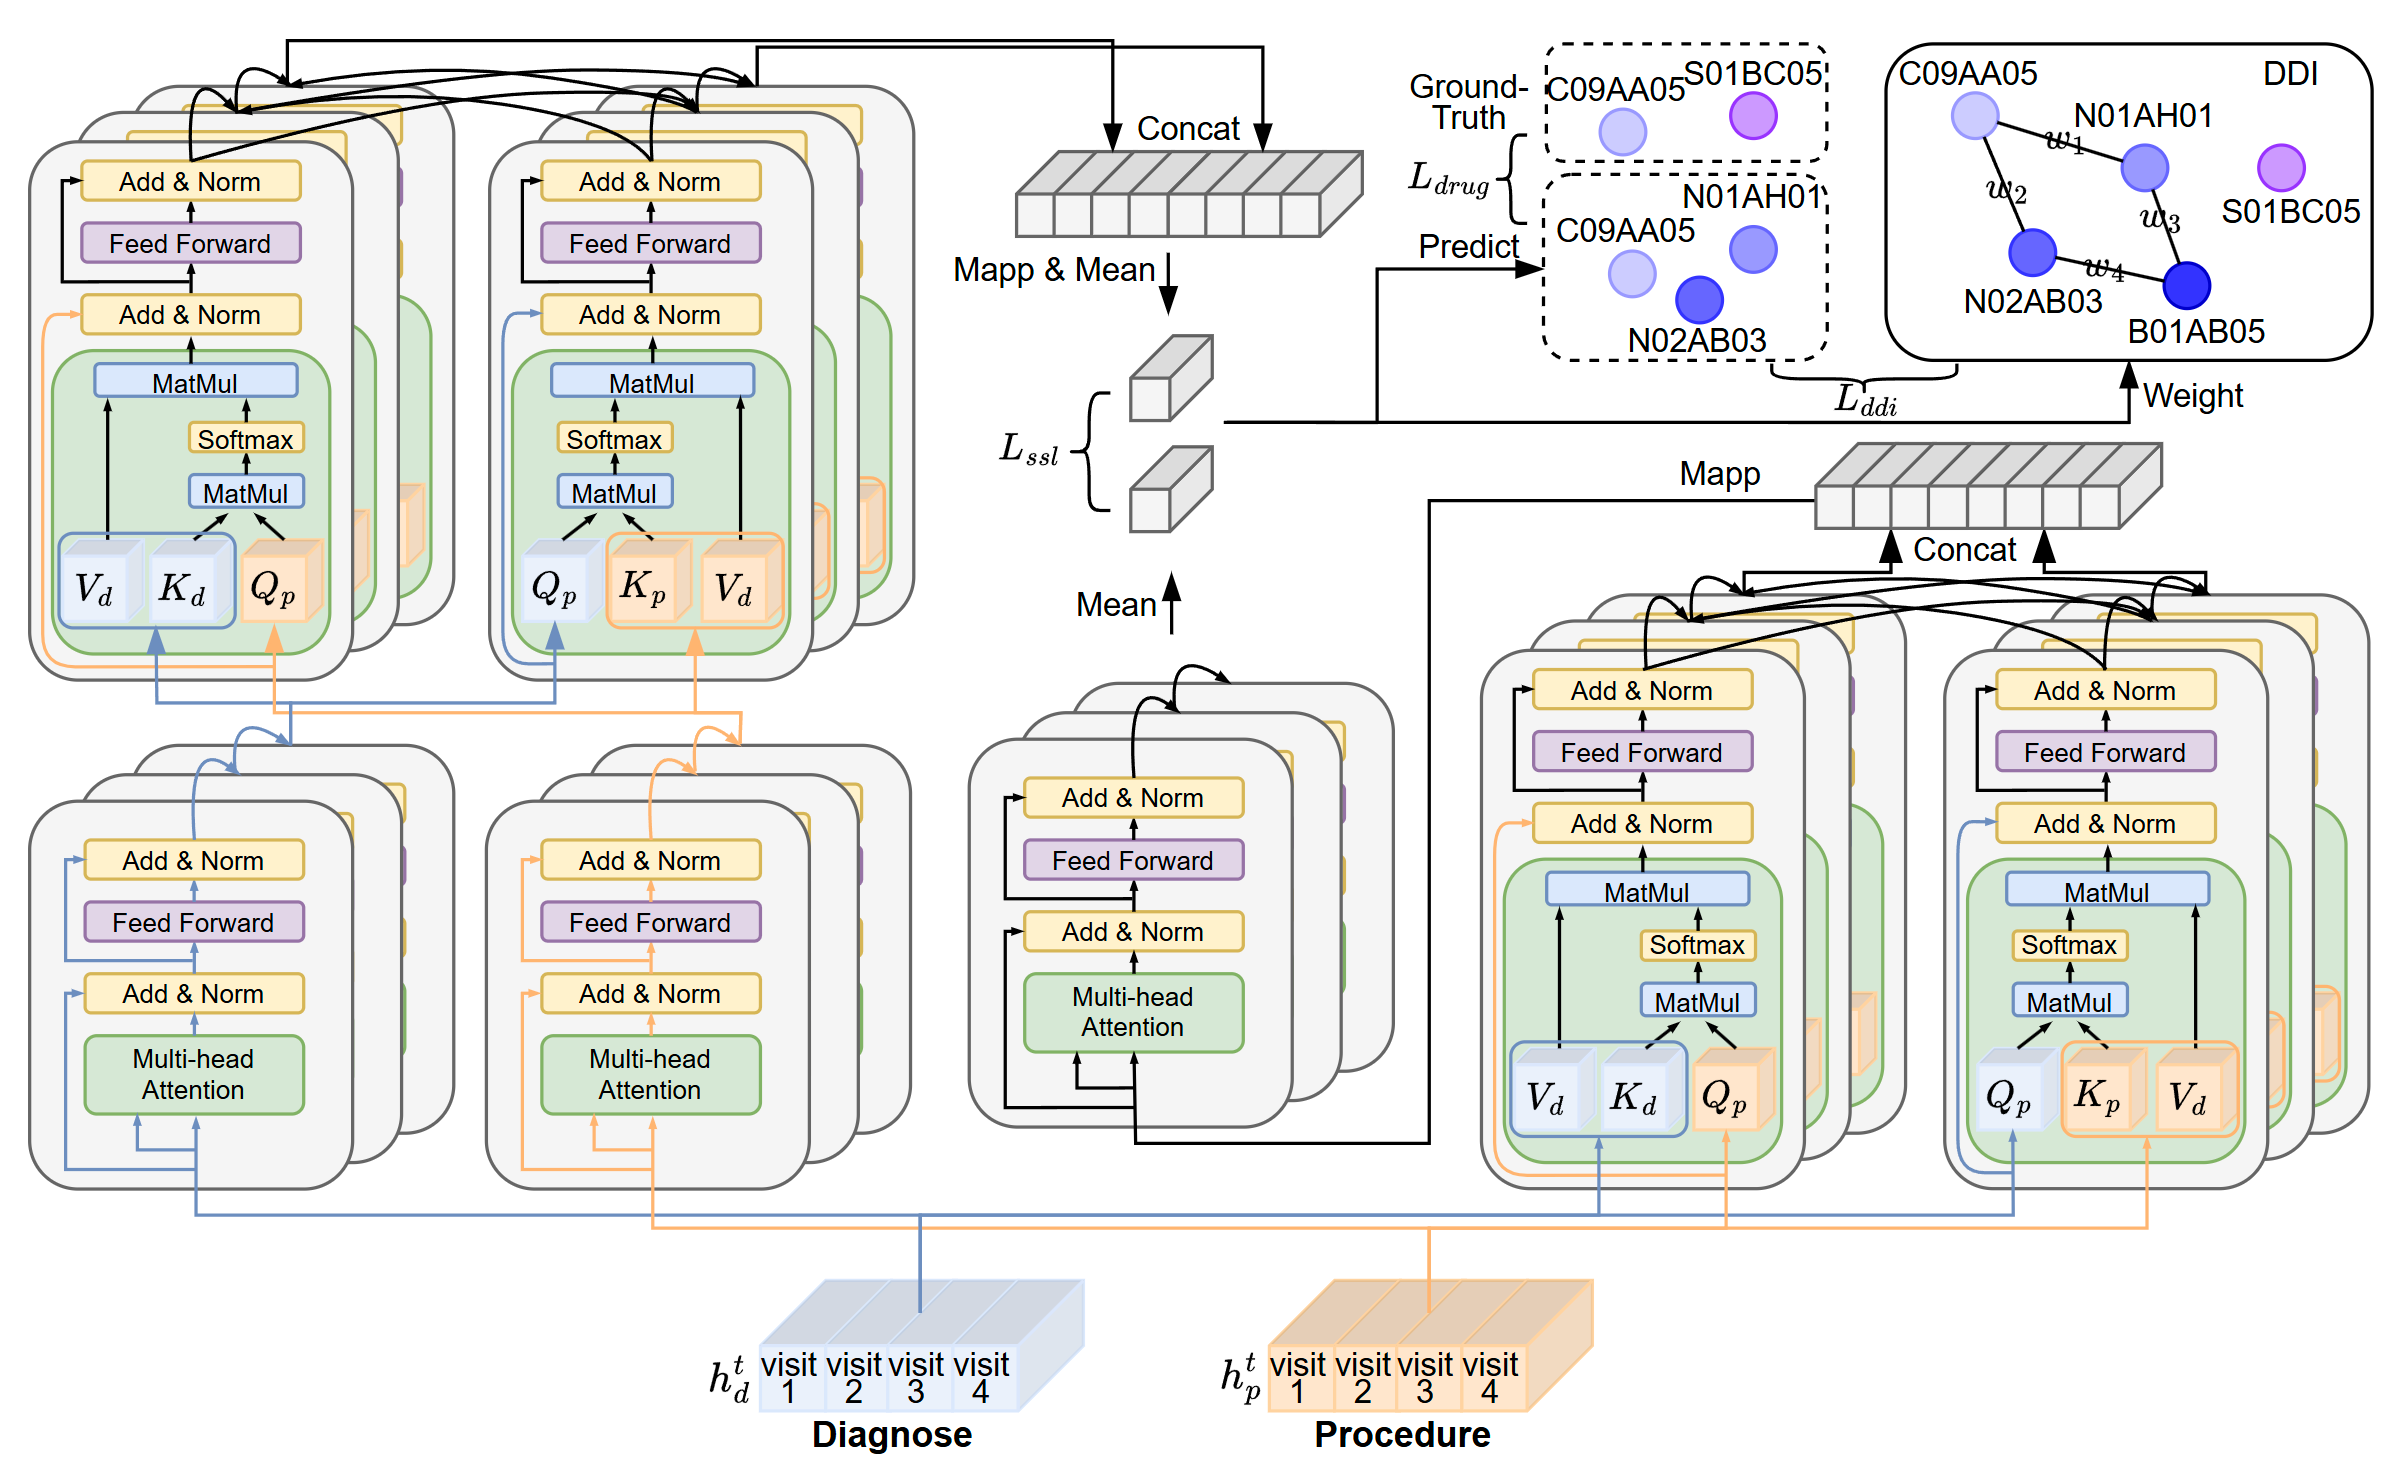 Add & Norm
Feed Forward
Add & Norm
MatMul
Softmax
MatMul
V_d K_d Q_p
Add & Norm
Feed Forward
Add & Norm
MatMul
Softmax
MatMul
Q_p K_p V_d
Concat
Mapp & Mean
L_ssl
Mean
Ground-
Truth
L_drug
Predict
C09AA05
S01BC05
N01AH01
C09AA05
N02AB03
L_ddi
C09AA05
DDI
N01AH01
w_1
w_2
w_3
w_4
S01BC05
N02AB03
B01AB05
Weight
Mapp
Concat
Add & Norm
Feed Forward
Add & Norm
Multi-head
Attention
Add & Norm
Feed Forward
Add & Norm
Multi-head
Attention
Add & Norm
Feed Forward
Add & Norm
Multi-head
Attention
Add & Norm
Feed Forward
Add & Norm
MatMul
Softmax
MatMul
V_d K_d Q_p
Add & Norm
Feed Forward
Add & Norm
MatMul
Softmax
MatMul
Q_p K_p V_d
h_d^t
visit 1
visit 2
visit 3
visit 4
Diagnose
h_p^t
visit 1
visit 2
visit 3
visit 4
Procedure